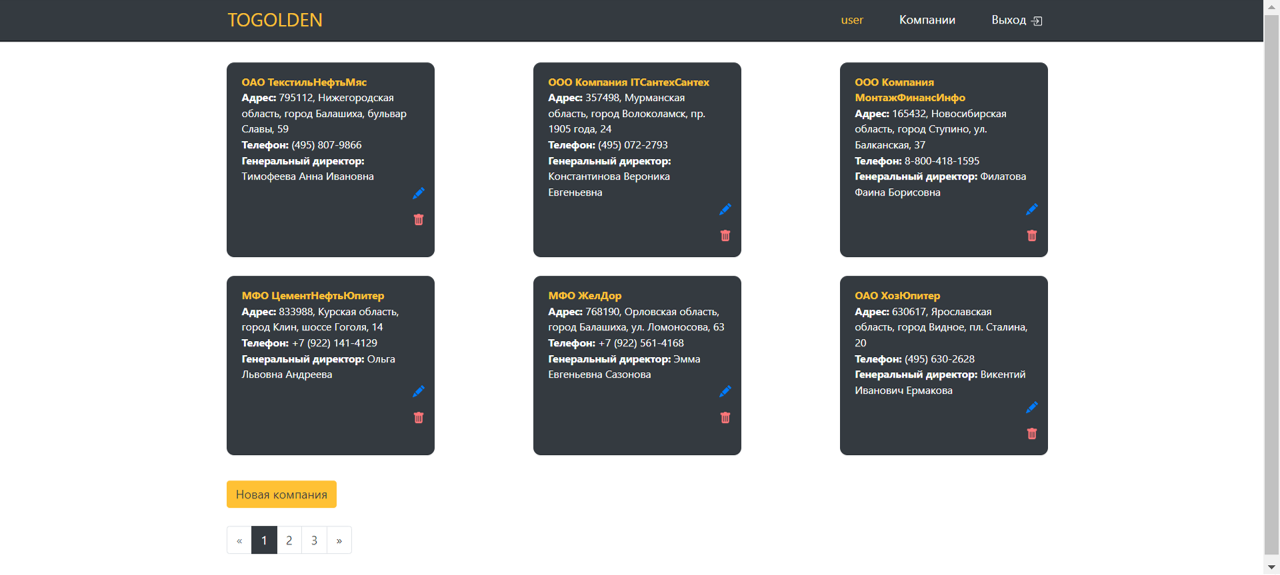 TOGOLDEN
user
Компании
Выход
ОАО ТекстильНефтьМяс
Адрес: 795112, Нижегородская
область, город Балашиха, бульвар
Славы, 59
Телефон: (495) 807-9866
Генеральный директор:
Тимофеева Анна Ивановна
ООО Компания ITСантехСантех
Адрес: 357498, Мурманская
область, город Волоколамск, пр.
1905 года, 24
Телефон: (495) 072-2793
Генеральный директор:
Константинова Вероника
Евгеньевна
ООО Компания
МонтажФинансИнфо
Адрес: 165432, Новосибирская
область, город Ступино, ул.
Балканская, 37
Телефон: 8-800-418-1595
Генеральный директор: Филатова
Фаина Борисовна
МФО ЦементНефтьЮпитер
Адрес: 833988, Курская область,
город Клин, шоссе Гоголя, 14
Телефон: +7 (922) 141-4129
Генеральный директор: Ольга
Львовна Андреева
МФО ЖелДор
Адрес: 768190, Орловская область,
город Балашиха, ул. Ломоносова, 63
Телефон: +7 (922) 561-4168
Генеральный директор: Эмма
Евгеньевна Сазонова
ОАО ХозЮпитер
Адрес: 630617, Ярославская
область, город Видное, пл. Сталина,
20
Телефон: (495) 630-2628
Генеральный директор: Викентий
Иванович Ермакова
Новая компания
« 1 2 3 »